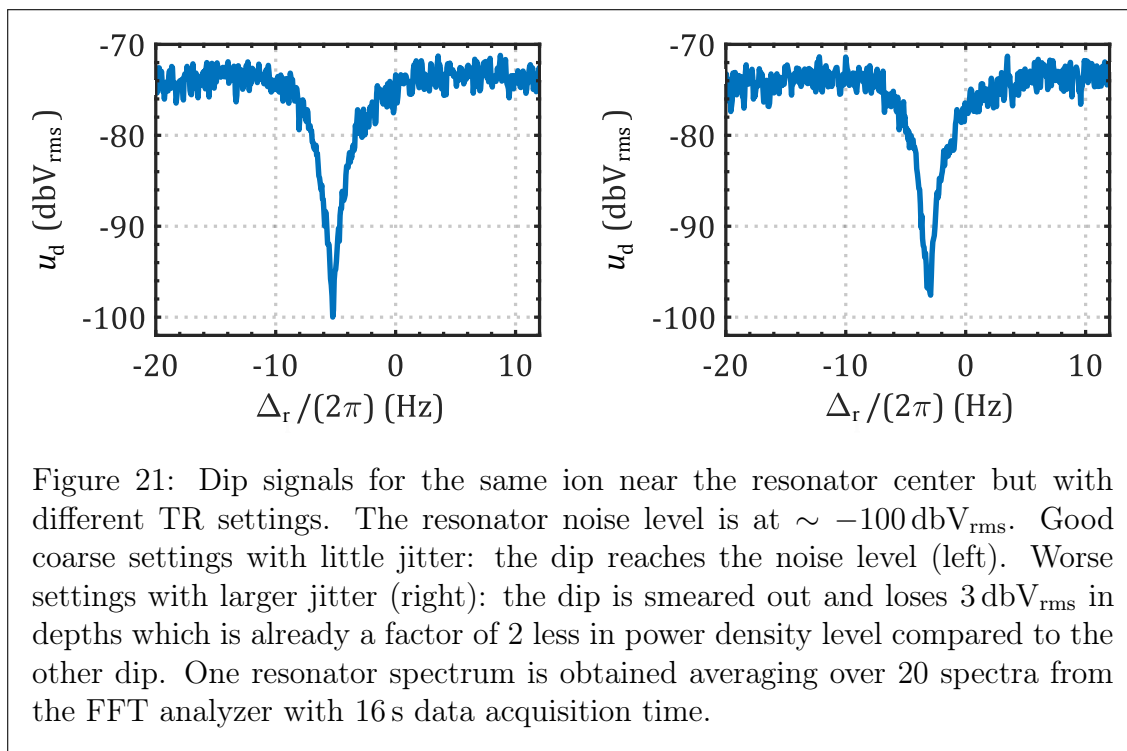 -70
-80
-90
-100
u_d (dbV_rms)
-20 -10 0 10
Δ_r/(2π) (Hz)
-70
-80
-90
-100
u_d (dbV_rms)
-20 -10 0 10
Δ_r/(2π) (Hz)
Figure 21: Dip signals for the same ion near the resonator center but with
different TR settings. The resonator noise level is at ∼ −100 dbV_rms. Good
coarse settings with little jitter: the dip reaches the noise level (left). Worse
settings with larger jitter (right): the dip is smeared out and loses 3 dbV_rms in
depths which is already a factor of 2 less in power density level compared to the
other dip. One resonator spectrum is obtained averaging over 20 spectra from
the FFT analyzer with 16 s data acquisition time.